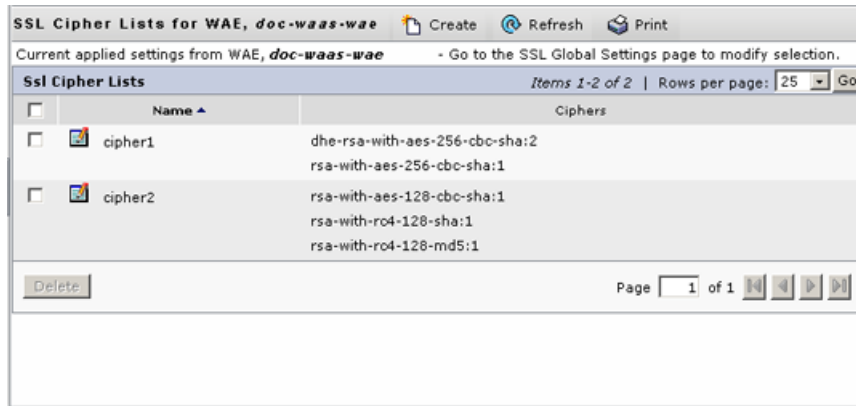 SSL Cipher Lists for WAE, doc-waas-wae Create Refresh Print
Current applied settings from WAE, doc-waas-wae - Go to the SSL Global Settings page to modify selection.
Ssl Cipher Lists Items 1-2 of 2 | Rows per page: 25 Go
Name Ciphers
cipher1 dhe-rsa-with-aes-256-cbc-sha:2
rsa-with-aes-256-cbc-sha:1
cipher2 rsa-with-aes-128-cbc-sha:1
rsa-with-rc4-128-sha:1
rsa-with-rc4-128-md5:1
Delete Page 1 of 1